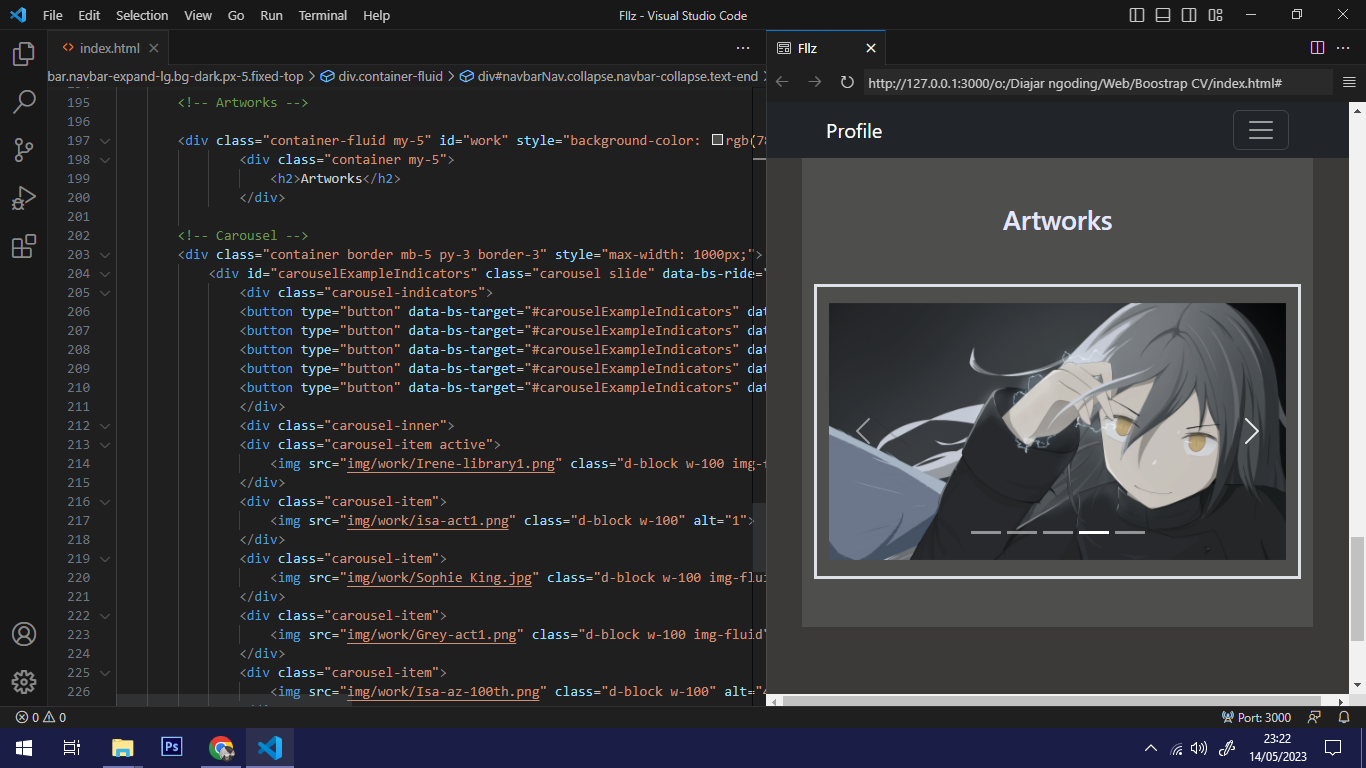 File Edit Selection View Go Run Terminal Help
Fllz - Visual Studio Code
index.html
Fllz
bar.navbar-expand-lg.bg-dark.px-5.fixed-top > div.container-fluid > div#navbarNav.collapse.navbar-collapse.text-end
http://127.0.0.1:3000/o:/Diajar ngoding/Web/Boostrap CV/index.html#
195 <!-- Artworks -->
196
197 <div class="container-fluid my-5" id="work" style="background-color: rgb(78
198 <div class="container my-5">
199 <h2>Artworks</h2>
200 </div>
201
202 <!-- Carousel -->
203 <div class="container border mb-5 py-3 border-3" style="max-width: 1000px;">
204 <div id="carouselExampleIndicators" class="carousel slide" data-bs-ride="
205 <div class="carousel-indicators">
206 <button type="button" data-bs-target="#carouselExampleIndicators" dat
207 <button type="button" data-bs-target="#carouselExampleIndicators" dat
208 <button type="button" data-bs-target="#carouselExampleIndicators" dat
209 <button type="button" data-bs-target="#carouselExampleIndicators" dat
210 <button type="button" data-bs-target="#carouselExampleIndicators" dat
211 </div>
212 <div class="carousel-inner">
213 <div class="carousel-item active">
214 <img src="img/work/Irene-library1.png" class="d-block w-100 img-f
215 </div>
216 <div class="carousel-item">
217 <img src="img/work/isa-act1.png" class="d-block w-100" alt="1">
218 </div>
219 <div class="carousel-item">
220 <img src="img/work/Sophie King.jpg" class="d-block w-100 img-flui
221 </div>
222 <div class="carousel-item">
223 <img src="img/work/Grey-act1.png" class="d-block w-100 img-fluid"
224 </div>
225 <div class="carousel-item">
226 <img src="img/work/Isa-az-100th.png" class="d-block w-100" alt="4
Profile
Artworks
0 0
Port: 3000
Ps
23:22
14/05/2023